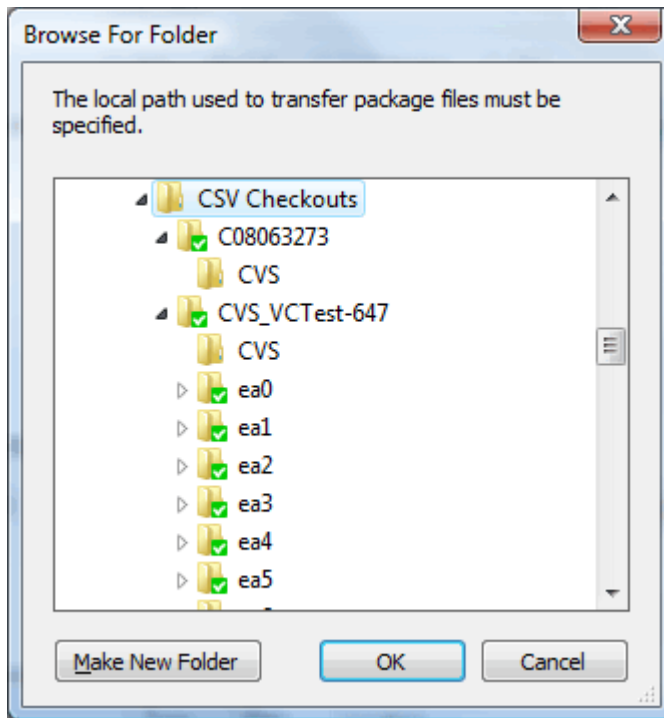 Browse For Folder
The local path used to transfer package files must be
specified.
CSV Checkouts
C08063273
CVS
CVS_VCTest-647
CVS
ea0
ea1
ea2
ea3
ea4
ea5
Make New Folder OK Cancel